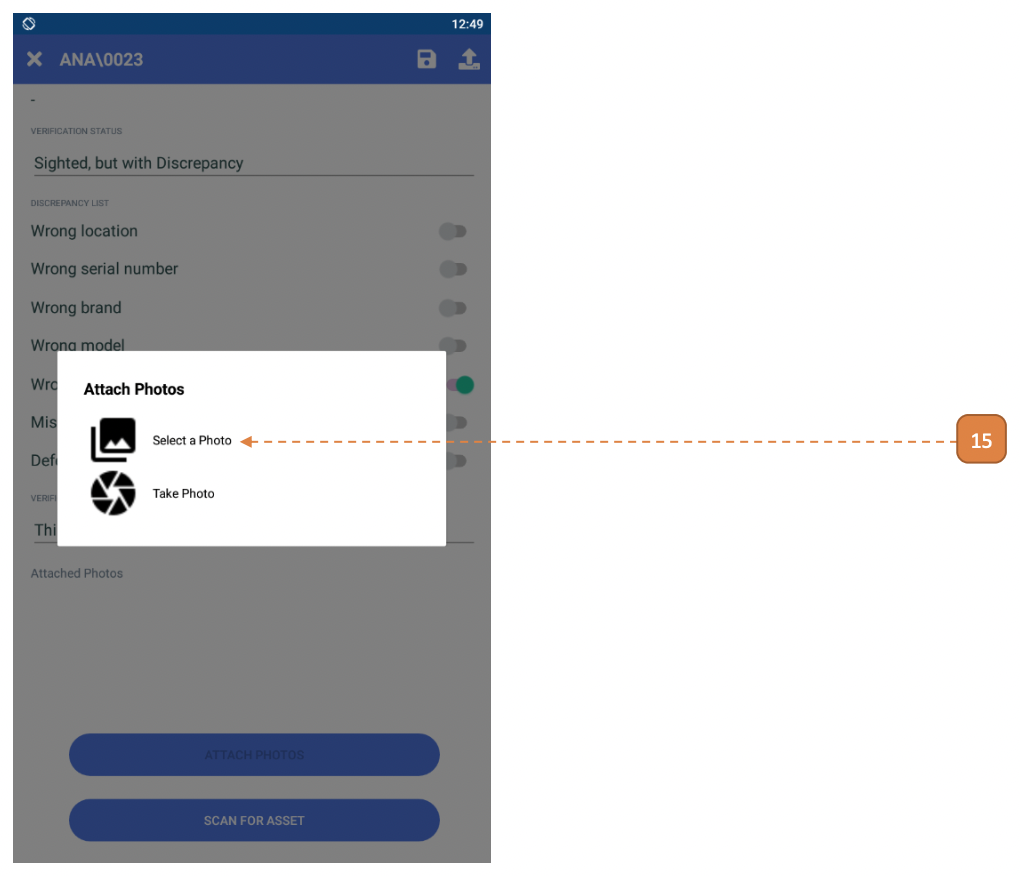 12:49
ANA\0023
-
VERIFICATION STATUS
Sighted, but with Discrepancy
DISCREPANCY LIST
Wrong location
Wrong serial number
Wrong brand
Wrong model
Wro
Attach Photos
Mis
Select a Photo
15
Def
Take Photo
VERIFI
Thi
Attached Photos
ATTACH PHOTOS
SCAN FOR ASSET